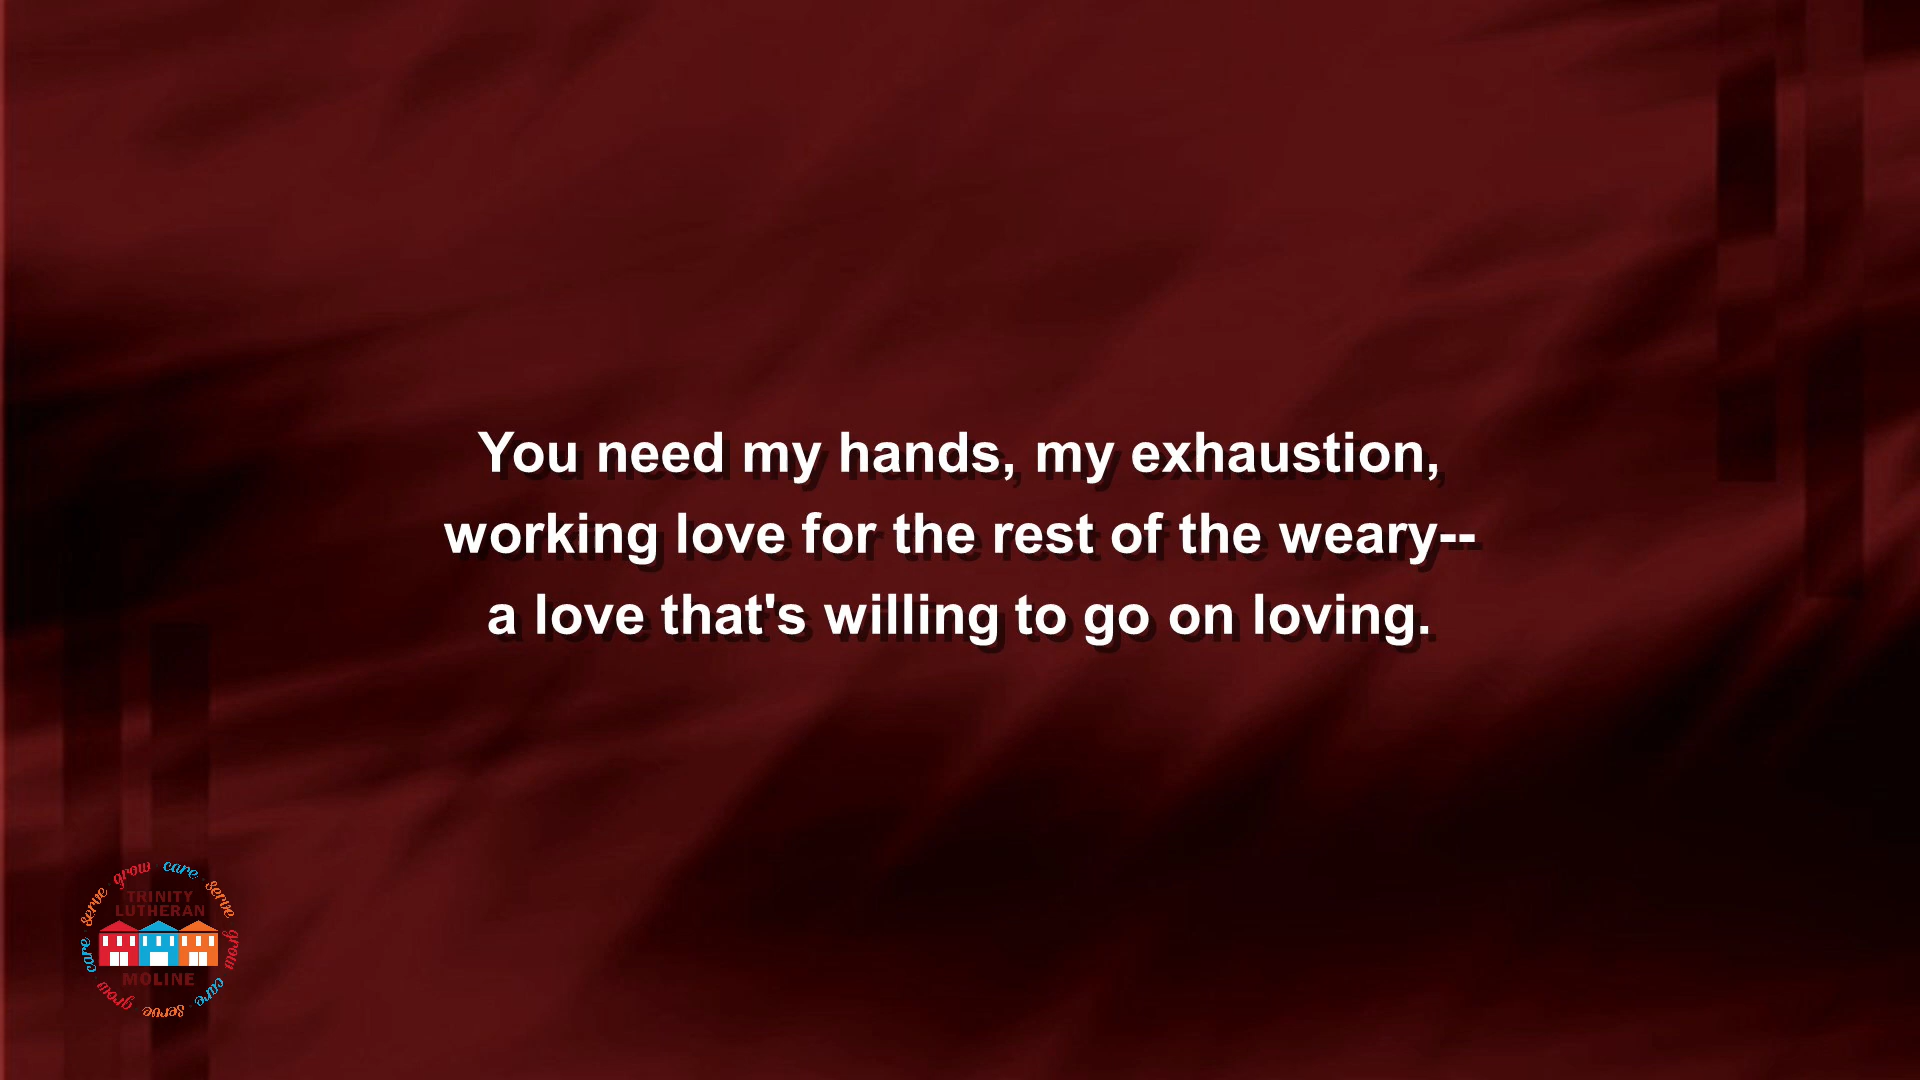 You need my hands, my exhaustion,
working love for the rest of the weary--
a love that's willing to go on loving.
grow care serve grow care serve grow care serve
TRINITY
LUTHERAN
MOLINE